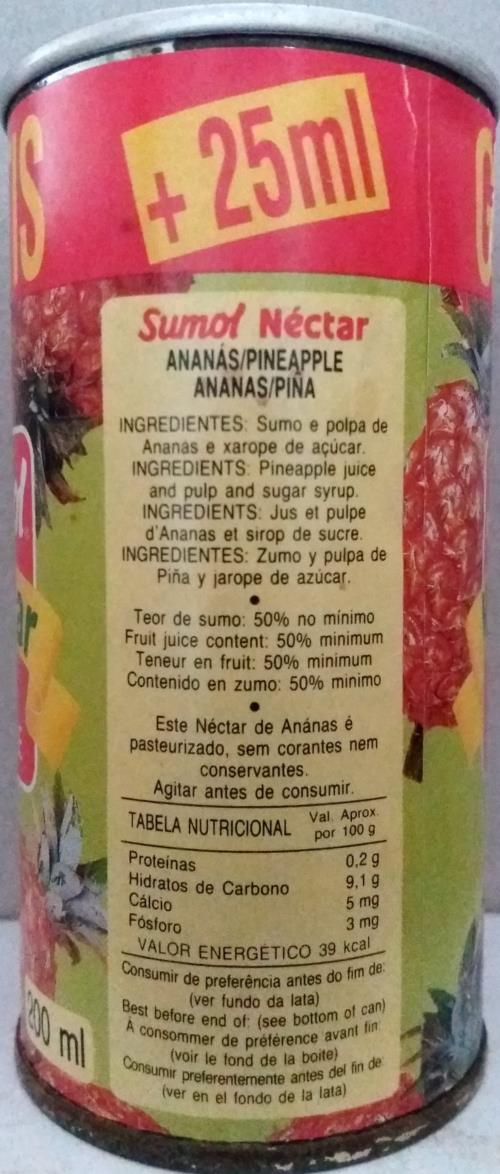 + 25ml
Sumol Néctar
ANANÁS/PINEAPPLE
ANANAS/PIÑA
INGREDIENTES: Sumo e polpa de
Ananás e xarope de açúcar.
INGREDIENTS: Pineapple juice
and pulp and sugar syrup.
INGREDIENTS: Jus et pulpe
d'Ananas et sirop de sucre.
INGREDIENTES: Zumo y pulpa de
Piña y jarope de azúcar.
•
Teor de sumo: 50% no mínimo
Fruit juice content: 50% minimum
Teneur en fruit: 50% minimum
Contenido en zumo: 50% minimo
•
Este Néctar de Anánas é
pasteurizado, sem corantes nem
conservantes.
Agitar antes de consumir.
TABELA NUTRICIONAL Val. Aprox. por 100 g
Proteínas 0,2 g
Hidratos de Carbono 9,1 g
Cálcio 5 mg
Fósforo 3 mg
VALOR ENERGÉTICO 39 kcal
Consumir de preferência antes do fim de:
(ver fundo da lata)
Best before end of: (see bottom of can)
À consommer de préférence avant fin:
(voir le fond de la boite)
Consumir preferentemente antes del fin de:
(ver en el fondo de la lata)
200 ml